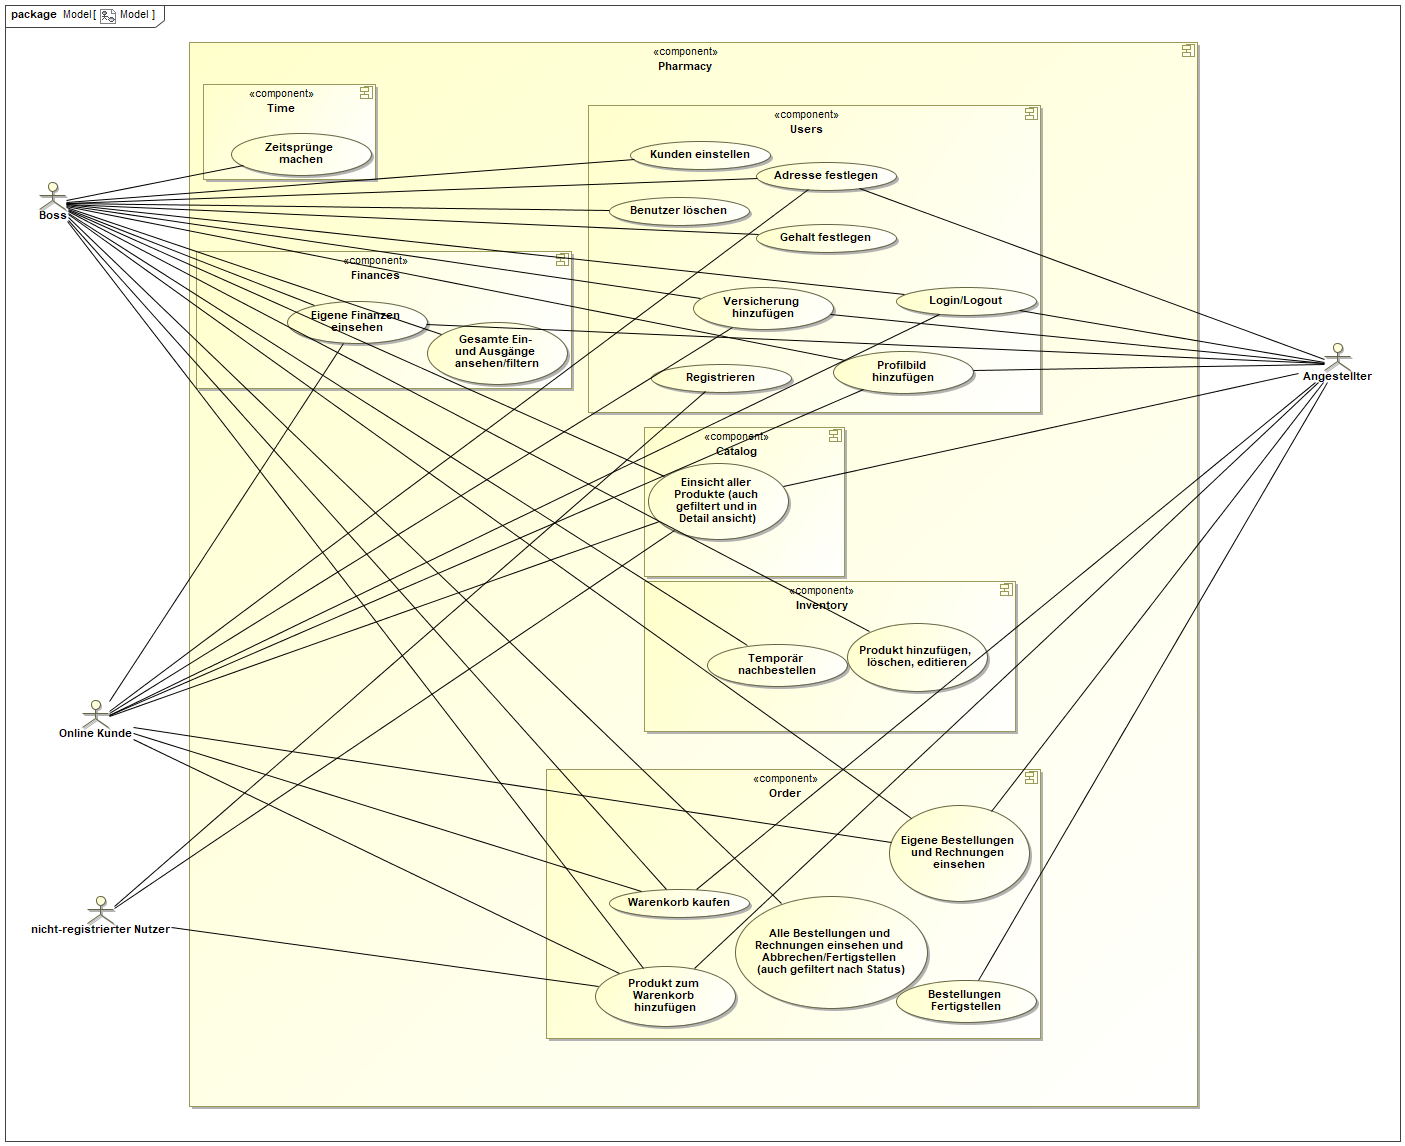 package Model [ Model ]
«component»
Pharmacy
«component»
Time
Zeitsprünge
machen
«component»
Users
Kunden einstellen
Adresse festlegen
Benutzer löschen
Gehalt festlegen
Versicherung
hinzufügen
Login/Logout
Registrieren
Profilbild
hinzufügen
Boss
«component»
Finances
Eigene Finanzen
einsehen
Gesamte Ein-
und Ausgänge
ansehen/filtern
Angestellter
«component»
Catalog
Einsicht aller
Produkte (auch
gefiltert und in
Detail ansicht)
«component»
Inventory
Temporär
nachbestellen
Produkt hinzufügen,
löschen, editieren
Online Kunde
«component»
Order
Eigene Bestellungen
und Rechnungen
einsehen
Warenkorb kaufen
Alle Bestellungen und
Rechnungen einsehen und
Abbrechen/Fertigstellen
(auch gefiltert nach Status)
nicht-registrierter Nutzer
Produkt zum
Warenkorb
hinzufügen
Bestellungen
Fertigstellen